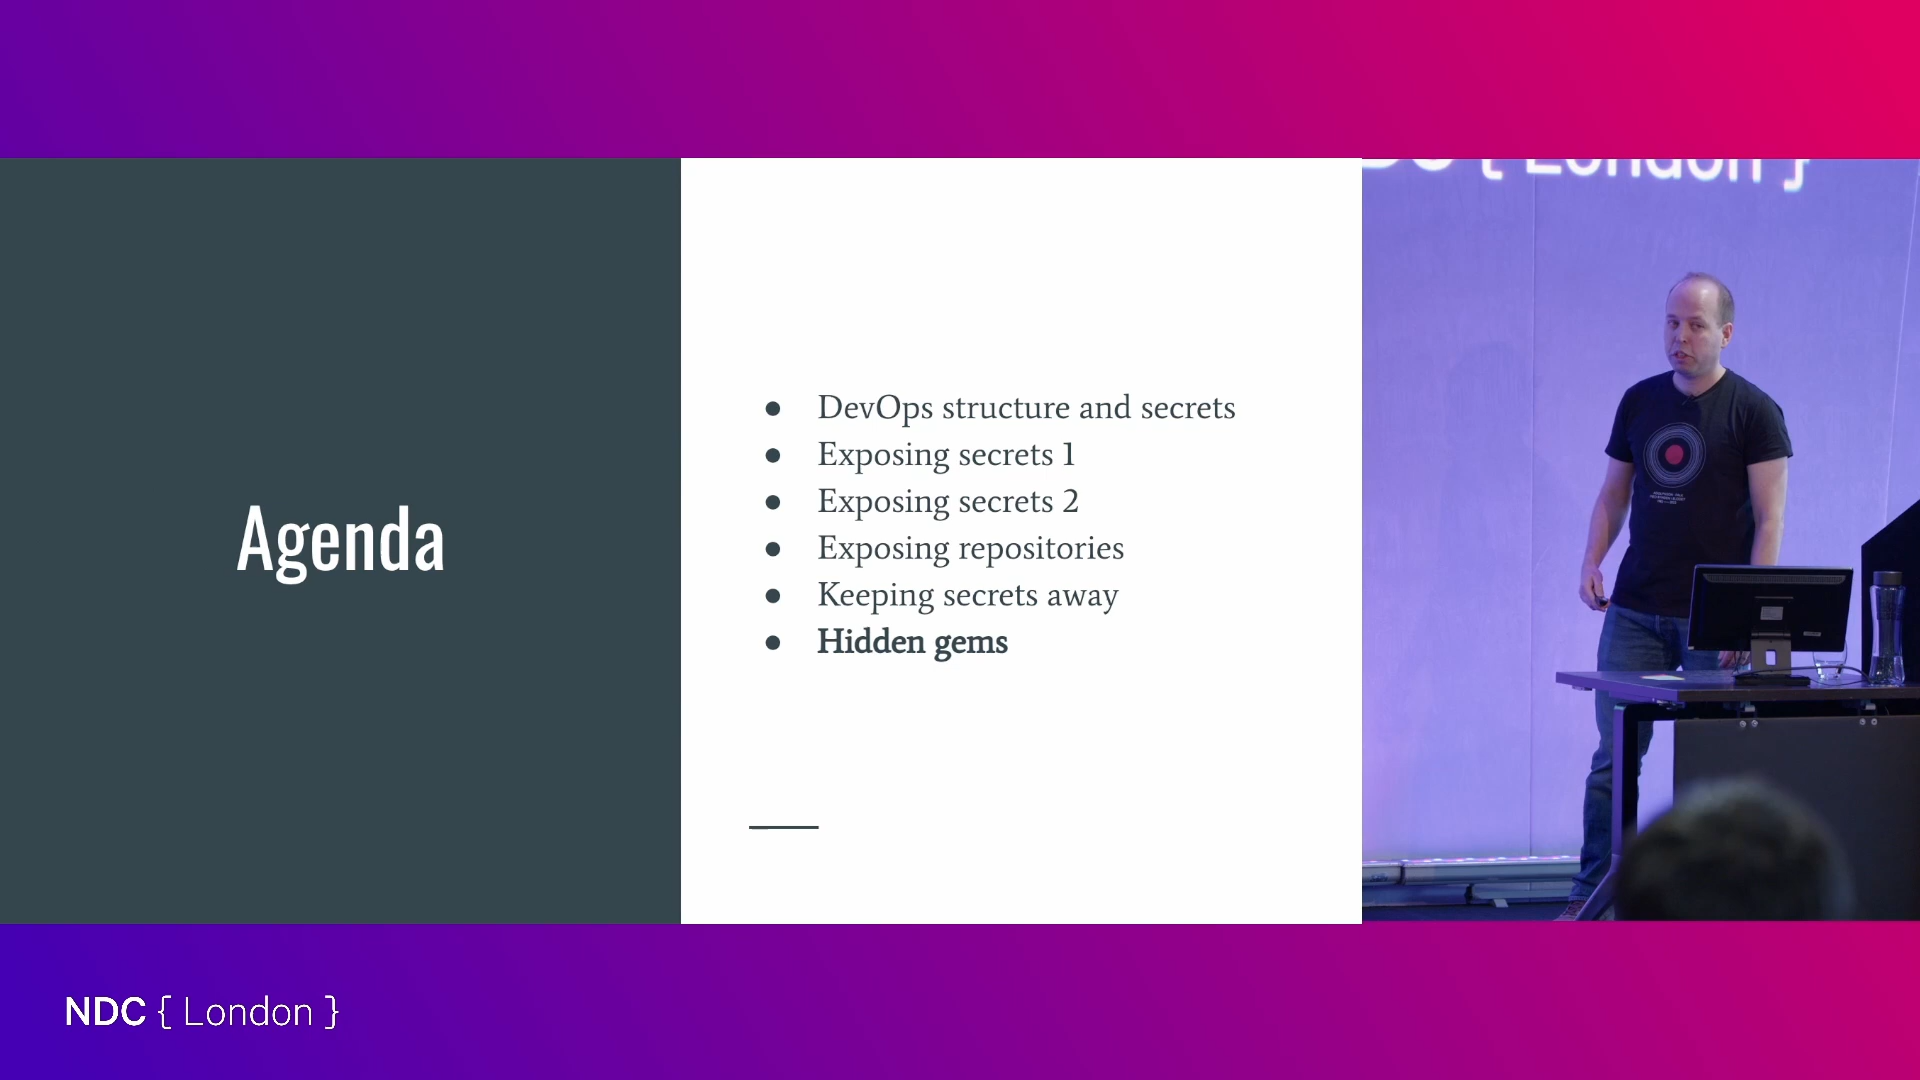 Agenda
● DevOps structure and secrets
● Exposing secrets 1
● Exposing secrets 2
● Exposing repositories
● Keeping secrets away
● Hidden gems
{ London }
NDC { London }